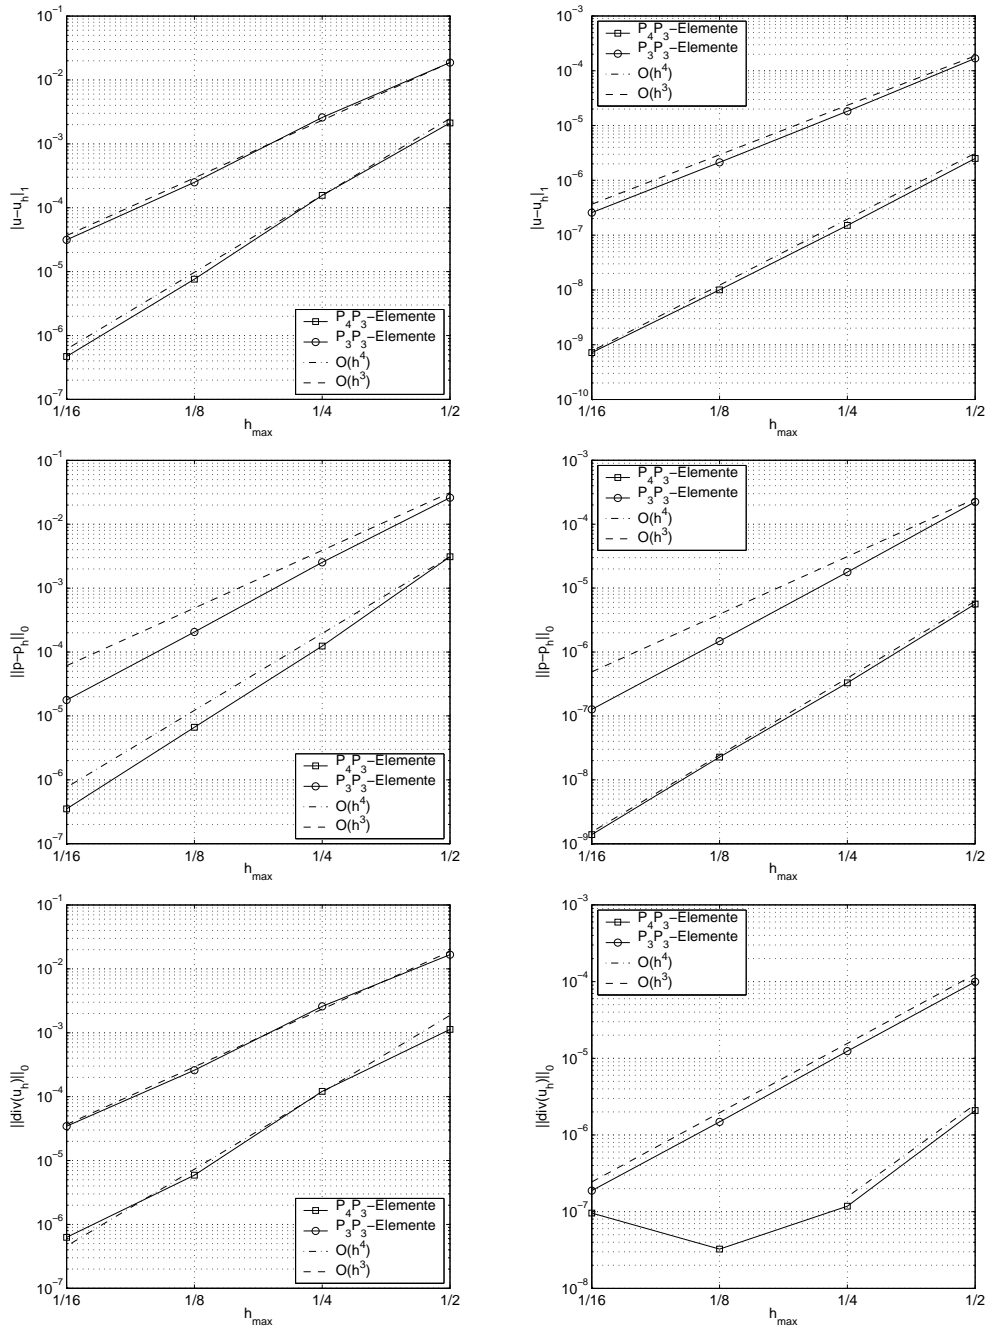 10^-1
10^-2
10^-3
10^-4
10^-5
10^-6
10^-7
|u−u_h|_1
P_4P_3−Elemente
P_3P_3−Elemente
O(h^4)
O(h^3)
1/16
1/8
1/4
1/2
h_max
10^-3
10^-4
10^-5
10^-6
10^-7
10^-8
10^-9
10^-10
|u−u_h|_1
P_4P_3−Elemente
P_3P_3−Elemente
O(h^4)
O(h^3)
1/16
1/8
1/4
1/2
h_max
10^-1
10^-2
10^-3
10^-4
10^-5
10^-6
10^-7
||p−p_h||_0
P_4P_3−Elemente
P_3P_3−Elemente
O(h^4)
O(h^3)
1/16
1/8
1/4
1/2
h_max
10^-3
10^-4
10^-5
10^-6
10^-7
10^-8
10^-9
||p−p_h||_0
P_4P_3−Elemente
P_3P_3−Elemente
O(h^4)
O(h^3)
1/16
1/8
1/4
1/2
h_max
10^-1
10^-2
10^-3
10^-4
10^-5
10^-6
10^-7
||div(u_h)||_0
P_4P_3−Elemente
P_3P_3−Elemente
O(h^4)
O(h^3)
1/16
1/8
1/4
1/2
h_max
10^-3
10^-4
10^-5
10^-6
10^-7
10^-8
||div(u_h)||_0
P_4P_3−Elemente
P_3P_3−Elemente
O(h^4)
O(h^3)
1/16
1/8
1/4
1/2
h_max